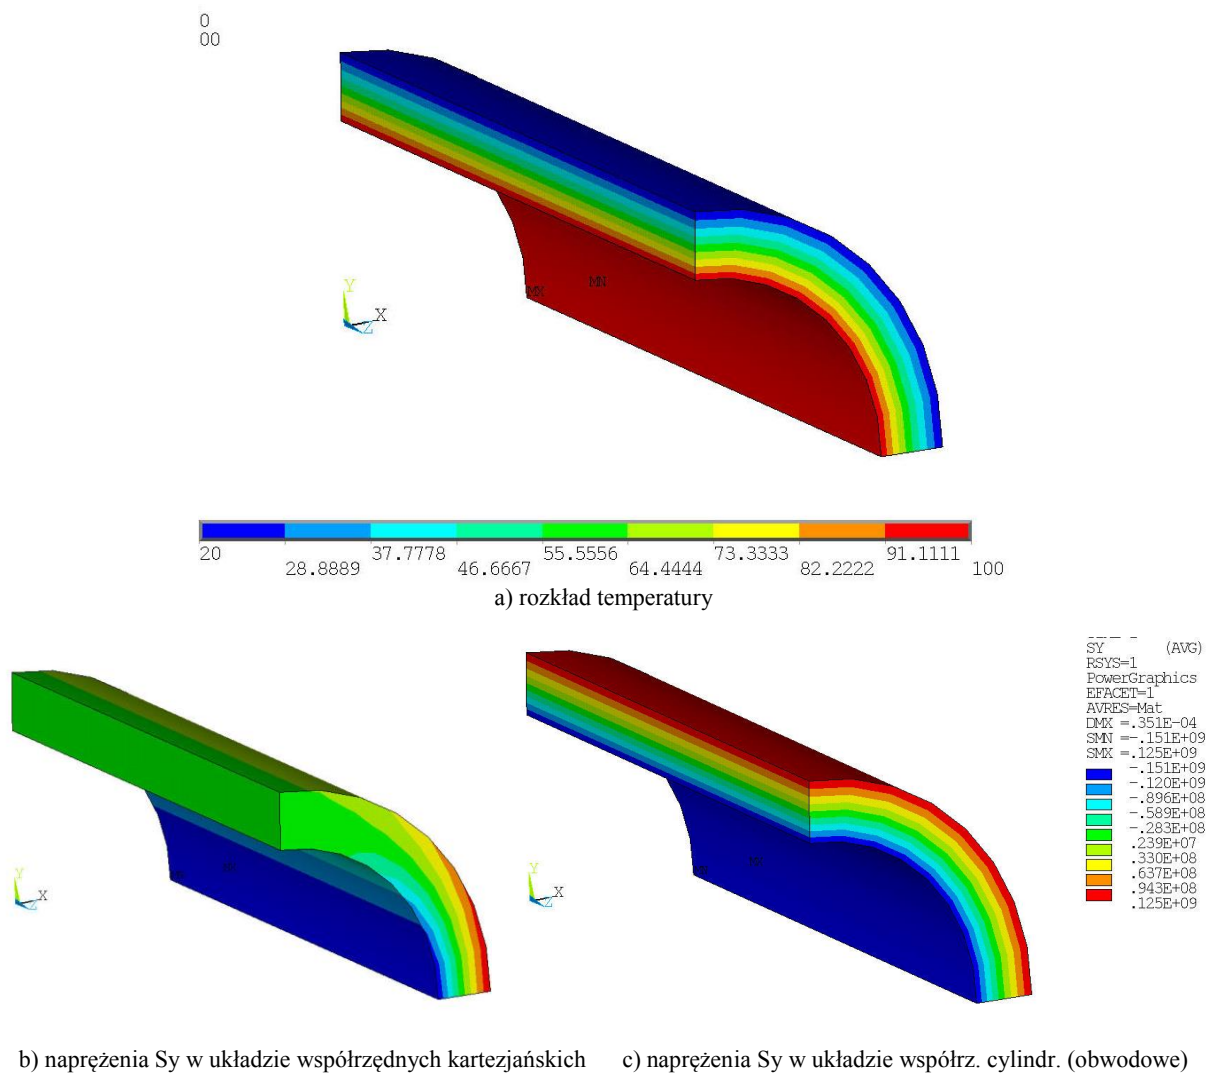 0
00
Y
X
Z
MX
MN
20
37.7778
55.5556
73.3333
91.1111
28.8889
46.6667
64.4444
82.2222
100
a) rozkład temperatury
SY (AVG)
RSYS=1
PowerGraphics
EFACET=1
AVRES=Mat
DMX =.351E-04
SMN =-.151E+09
SMX =.125E+09
-.151E+09
-.120E+09
-.896E+08
-.589E+08
-.283E+08
.239E+07
.330E+08
.637E+08
.943E+08
.125E+09
Y
X
Z
Y
X
Z
b) naprężenia Sy w układzie współrzędnych kartezjańskich
c) naprężenia Sy w układzie współrz. cylindr. (obwodowe)